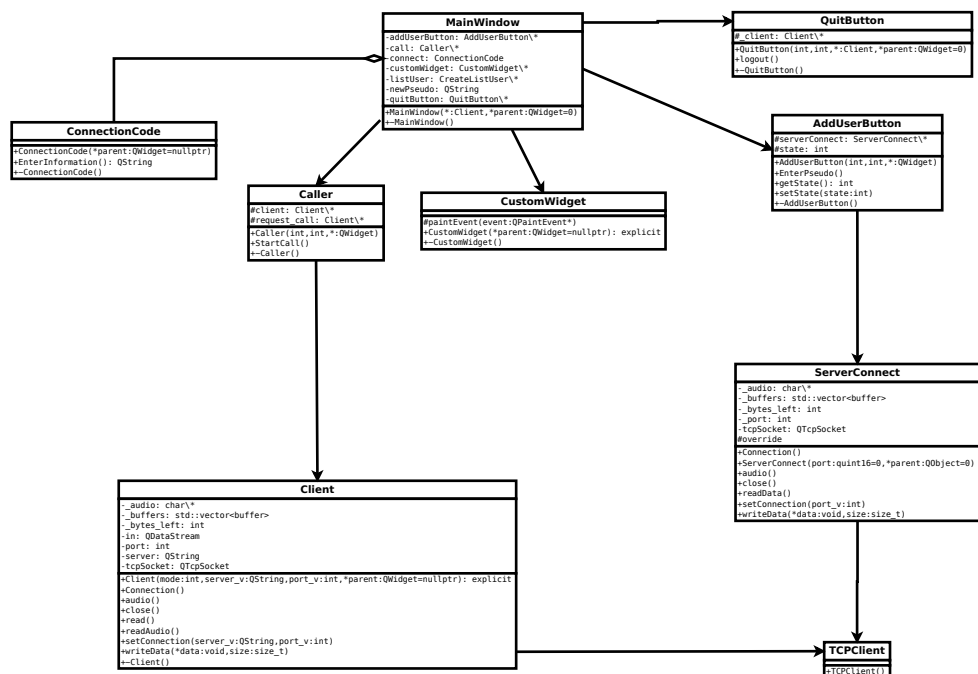 MainWindow
-addUserButton: AddUserButton\*
-call: Caller\*
-connect: ConnectionCode
-customWidget: CustomWidget\*
-listUser: CreateListUser\*
-newPseudo: QString
-quitButton: QuitButton\*
+MainWindow(*:Client,*parent:QWidget=0)
+~MainWindow()
QuitButton
#_client: Client\*
+QuitButton(int,int,*:Client,*parent:QWidget=0)
+logout()
+~QuitButton()
ConnectionCode
+ConnectionCode(*parent:QWidget=nullptr)
+EnterInformation(): QString
+~ConnectionCode()
AddUserButton
#serverConnect: ServerConnect\*
#state: int
+AddUserButton(int,int,*:QWidget)
+EnterPseudo()
+getState(): int
+setState(state:int)
+~AddUserButton()
Caller
#client: Client\*
#request_call: Client\*
+Caller(int,int,*:QWidget)
+StartCall()
+~Caller()
CustomWidget
#paintEvent(event:QPaintEvent*)
+CustomWidget(*parent:QWidget=nullptr): explicit
+~CustomWidget()
ServerConnect
-_audio: char\*
-_buffers: std::vector<buffer>
-_bytes_left: int
-_port: int
-tcpSocket: QTcpSocket
#override
+Connection()
+ServerConnect(port:quint16=0,*parent:QObject=0)
+audio()
+close()
+readData()
+setConnection(port_v:int)
+writeData(*data:void,size:size_t)
Client
-_audio: char\*
-_buffers: std::vector<buffer>
-_bytes_left: int
-in: QDataStream
-port: int
-server: QString
-tcpSocket: QTcpSocket
+Client(mode:int,server_v:QString,port_v:int,*parent:QWidget=nullptr): explicit
+Connection()
+audio()
+close()
+read()
+readAudio()
+setConnection(server_v:QString,port_v:int)
+writeData(*data:void,size:size_t)
+~Client()
TCPClient
+TCPClient()